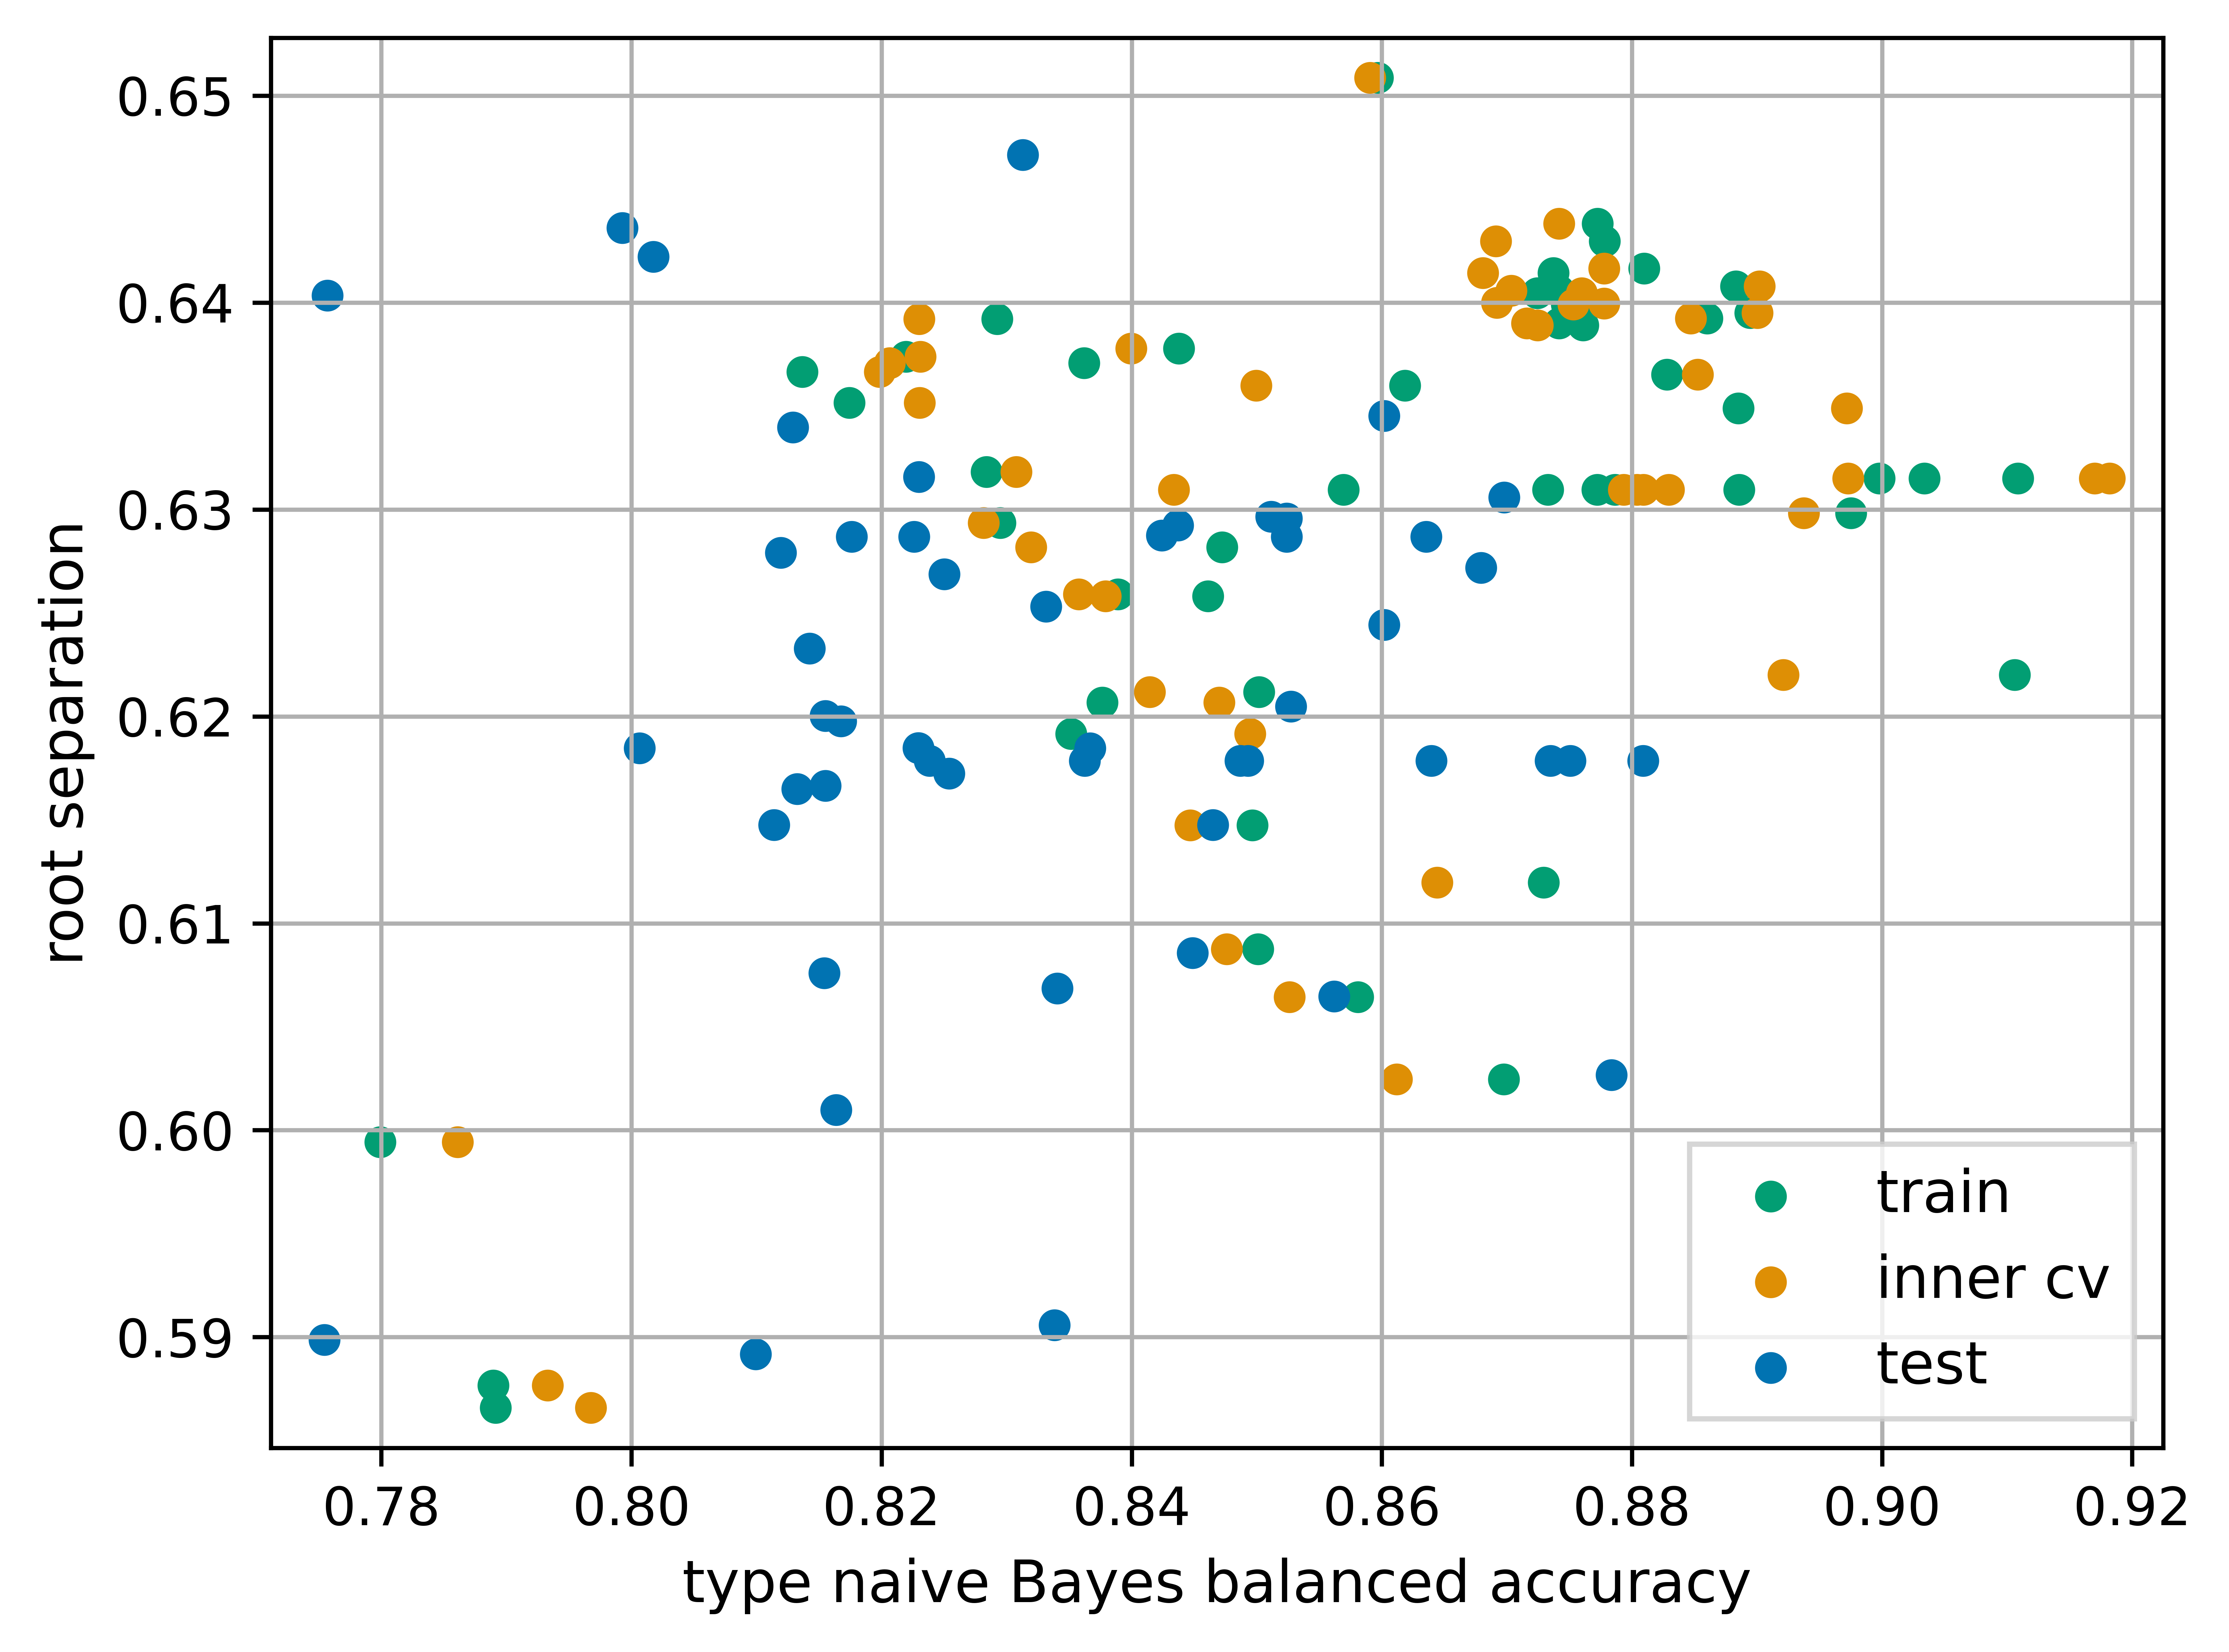 0.65
0.64
0.63
0.62
0.61
0.60
0.59
root separation
train
inner cv
test
0.78 0.80 0.82 0.84 0.86 0.88 0.90 0.92
type naive Bayes balanced accuracy